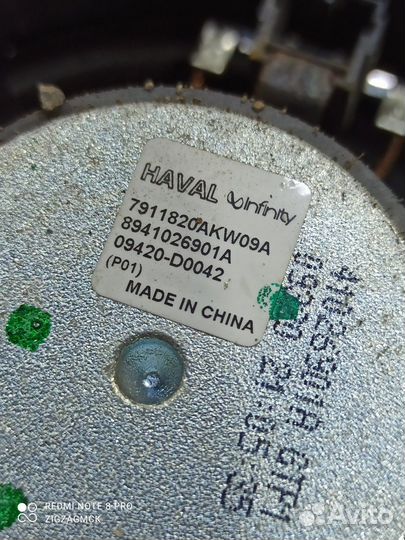 HAVAL infinity
7911820AKW09A
8941026901A
09420-D0042
(P01)
MADE IN CHINA
REDMI NOTE 8 PRO
ZIGZAGMCK
Avito